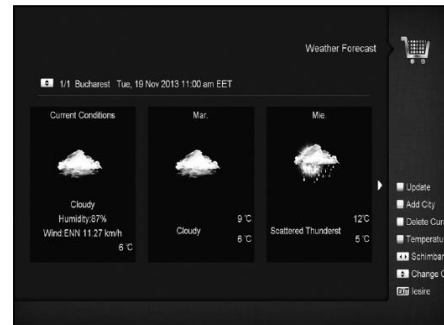 Weather Forecast
1/1 Bucharest Tue, 19 Nov 2013 11:00 am EET
Current Conditions
Cloudy
Humidity:87%
Wind:ENN 11.27 km/h
6 °C
Mar.
9 °C
Cloudy
6 °C
Mie.
12°C
Scattered Thunderst
5 °C
Update
Add City
Delete Curr
Temperatu
Schimbar
Change C
Iesire